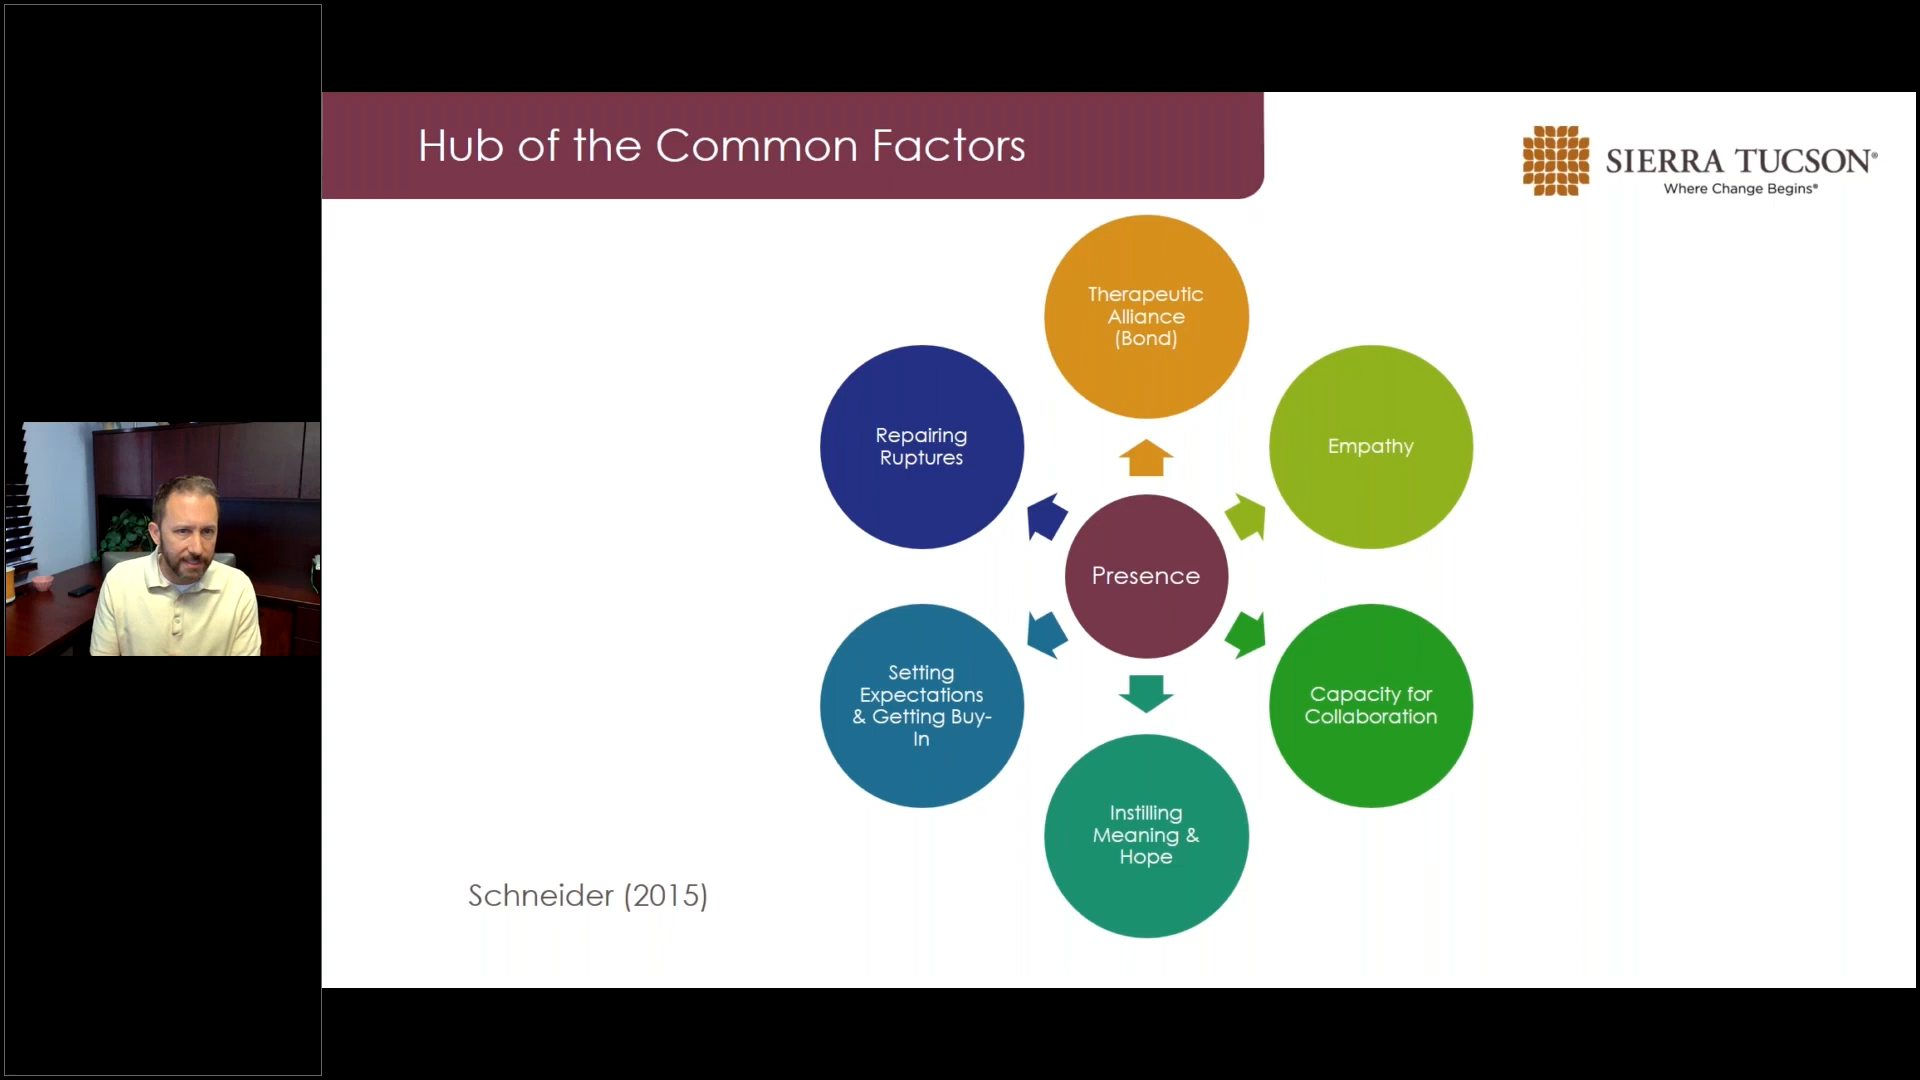 Hub of the Common Factors
SIERRA TUCSON®
Where Change Begins®
Therapeutic
Alliance
(Bond)
Empathy
Capacity for
Collaboration
Instilling
Meaning &
Hope
Setting
Expectations
& Getting Buy-
In
Repairing
Ruptures
Presence
Schneider (2015)